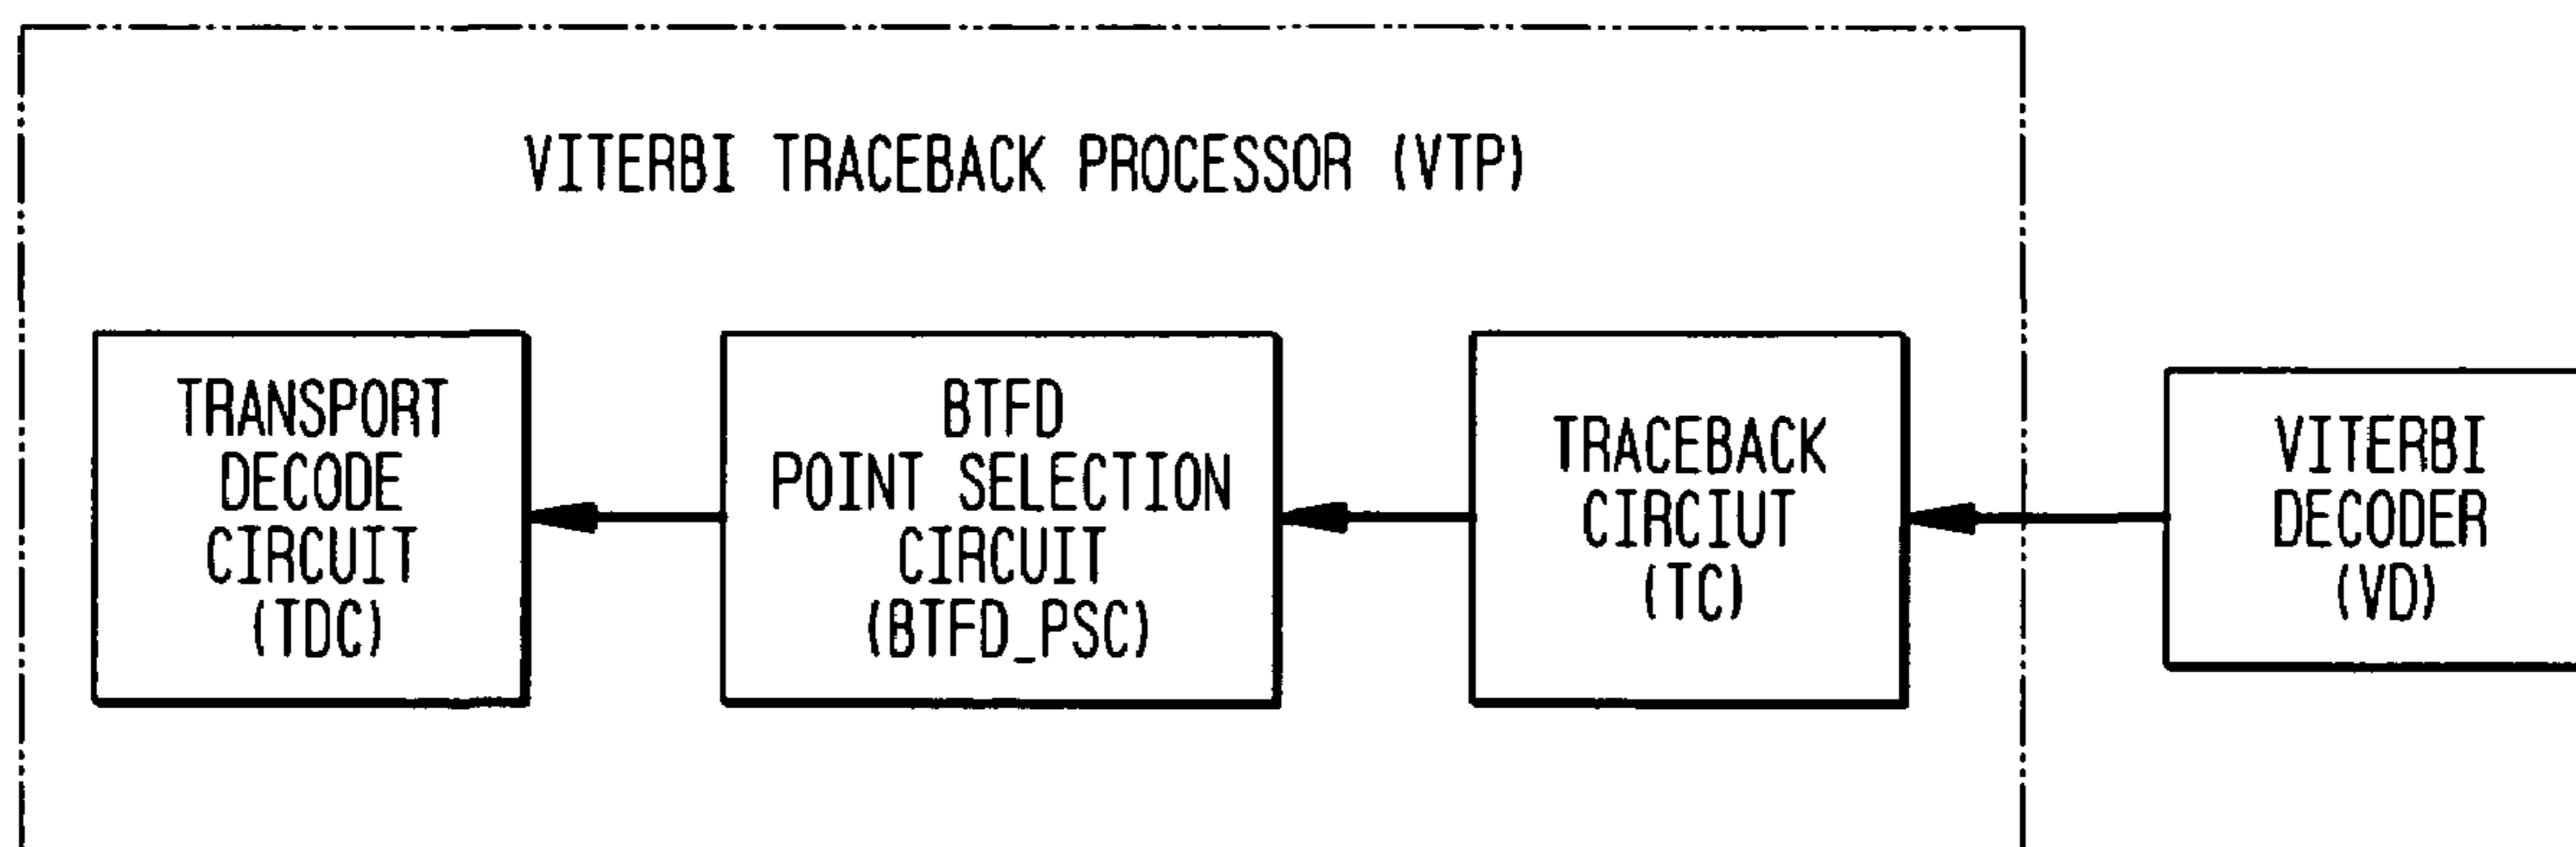 VITERBI TRACEBACK PROCESSOR (VTP)
TRANSPORT
DECODE
CIRCUIT
(TDC)
BTFD
POINT SELECTION
CIRCUIT
(BTFD_PSC)
TRACEBACK
CIRCIUT
(TC)
VITERBI
DECODER
(VD)